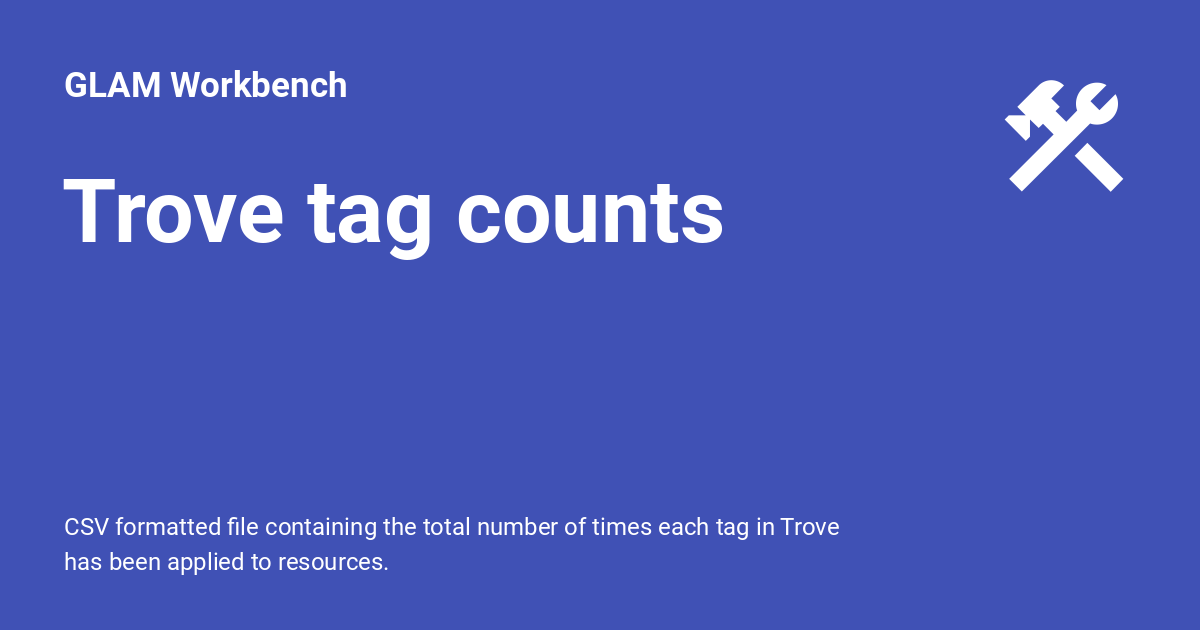 GLAM Workbench
Trove tag counts
CSV formatted file containing the total number of times each tag in Trove
has been applied to resources.